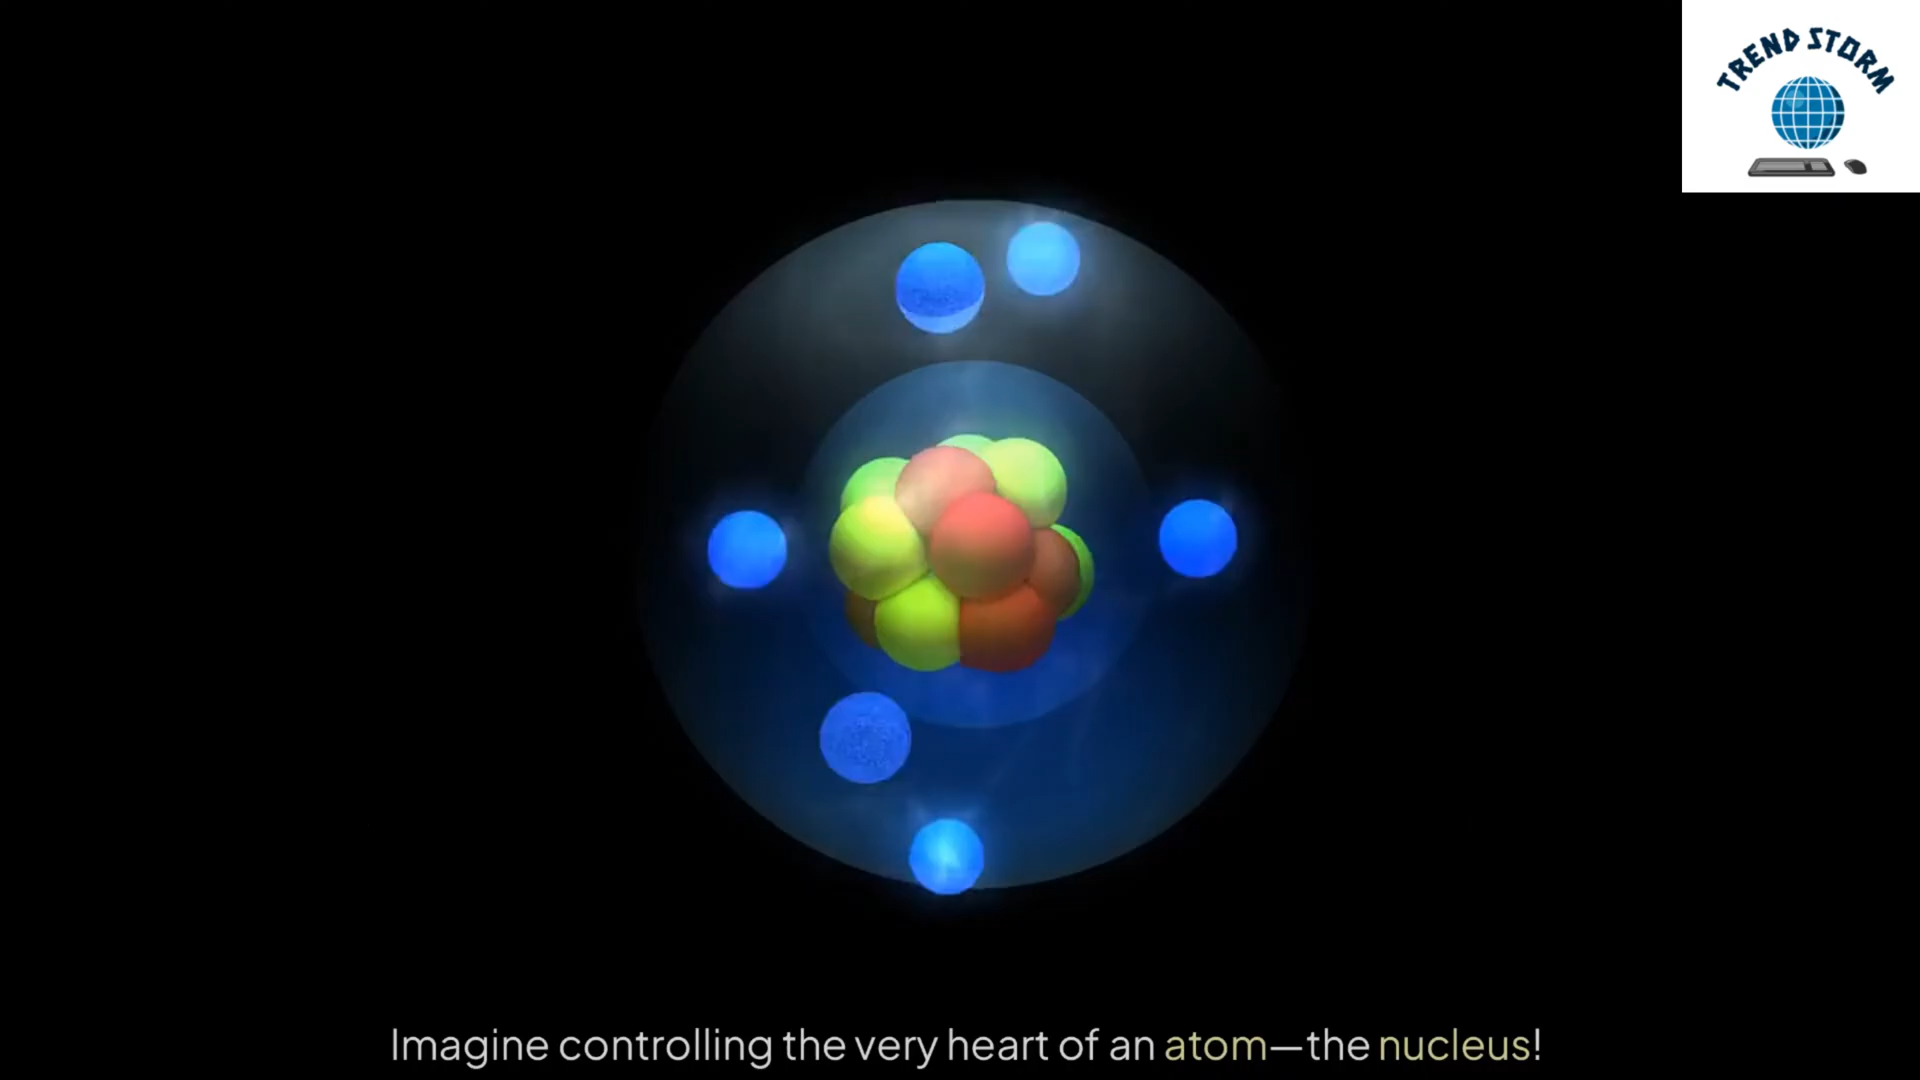 TREND STORM
Imagine controlling the very heart of an atom—the nucleus!